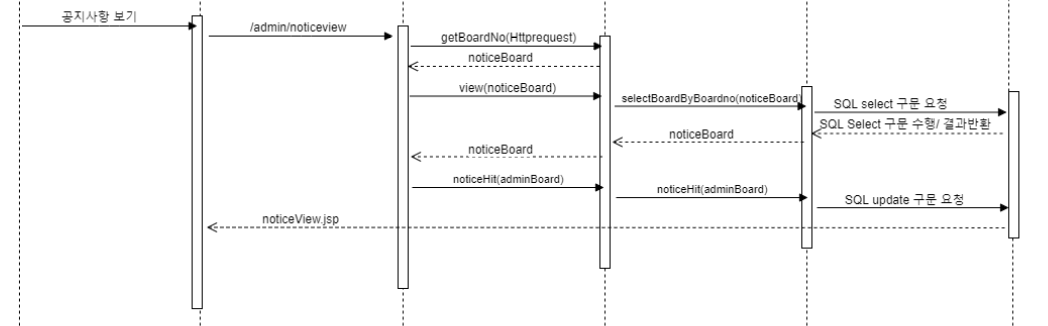 공지사항 보기
/admin/noticeview
getBoardNo(Httprequest)
noticeBoard
view(noticeBoard)
selectBoardByBoardno(noticeBoard)
SQL select 구문 요청
SQL Select 구문 수행/ 결과반환
noticeBoard
noticeBoard
noticeHit(adminBoard)
noticeHit(adminBoard)
SQL update 구문 요청
noticeView.jsp